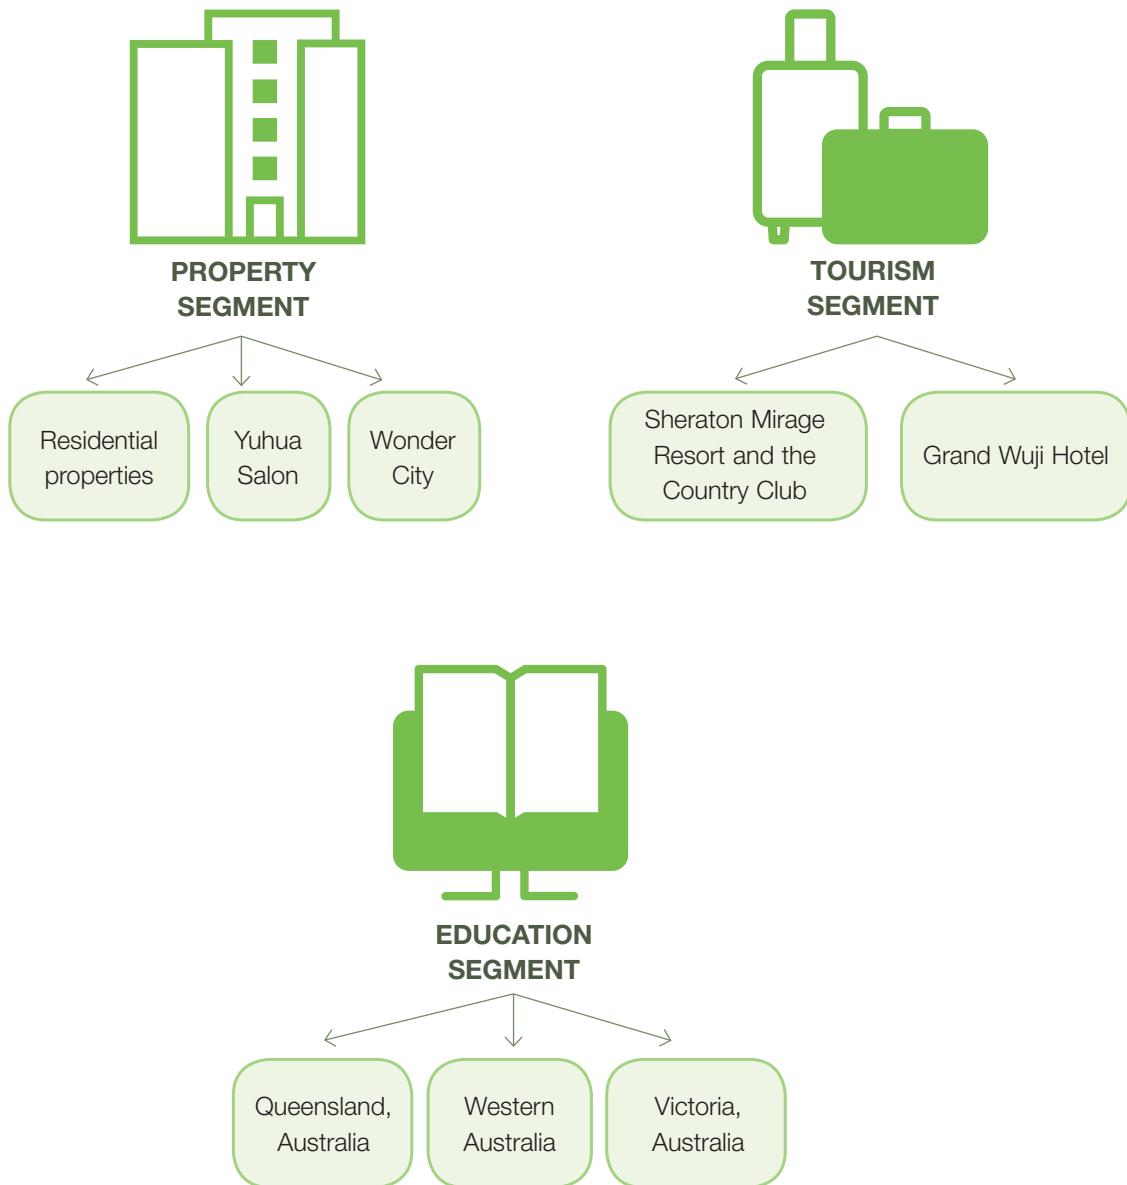 PROPERTY
SEGMENT
Residential
properties
Yuhua
Salon
Wonder
City
TOURISM
SEGMENT
Sheraton Mirage
Resort and the
Country Club
Grand Wuji Hotel
EDUCATION
SEGMENT
Queensland,
Australia
Western
Australia
Victoria,
Australia